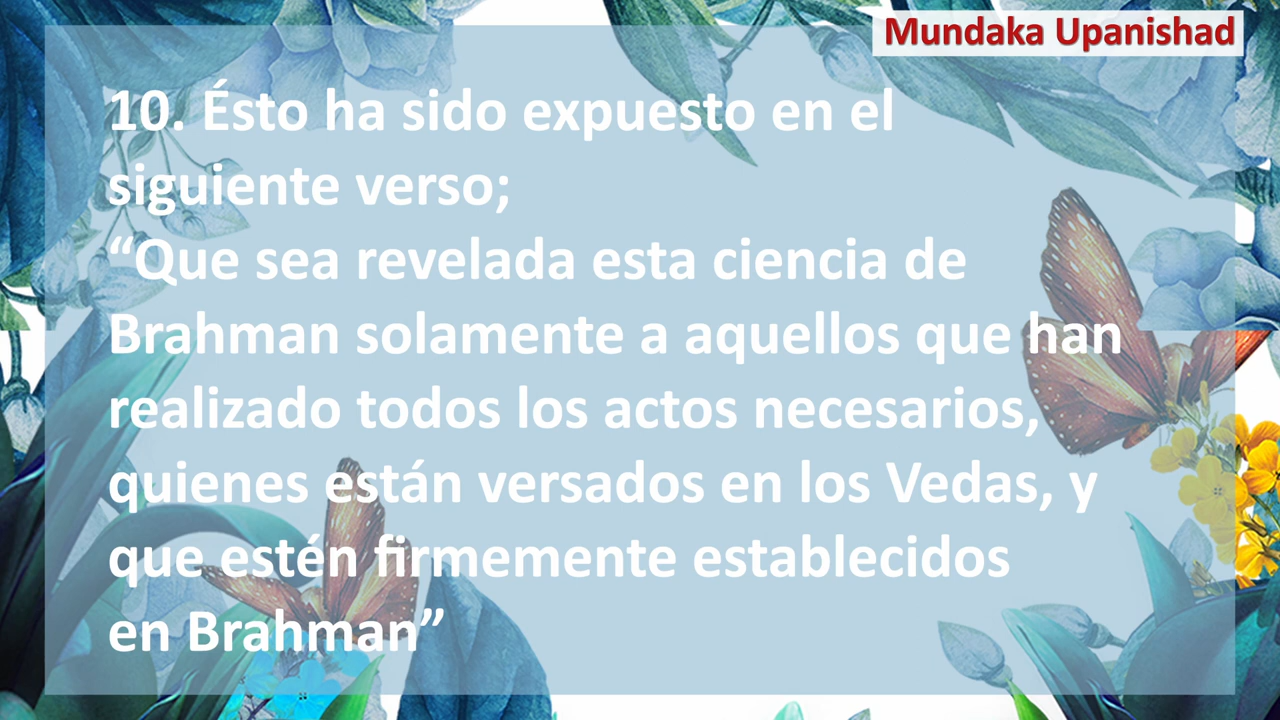 Mundaka Upanishad
10. Ésto ha sido expuesto en el
siguiente verso;
“Que sea revelada esta ciencia de
Brahman solamente a aquellos que han
realizado todos los actos necesarios,
quienes están versados en los Vedas, y
que estén firmemente establecidos
en Brahman”